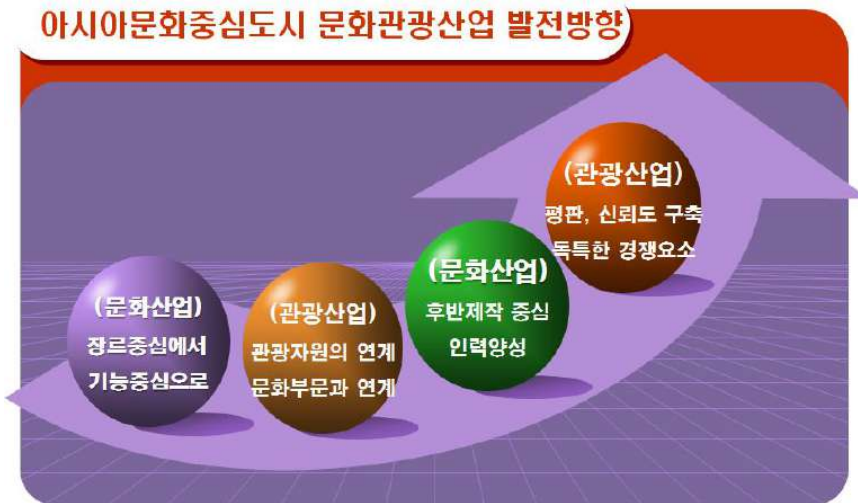 아시아문화중심도시 문화관광산업 발전방향
(문화산업)
장르중심에서
기능중심으로
(관광산업)
관광자원의 연계
문화부문과 연계
(문화산업)
후반제작 중심
인력양성
(관광산업)
평판, 신뢰도 구축
독특한 경쟁요소